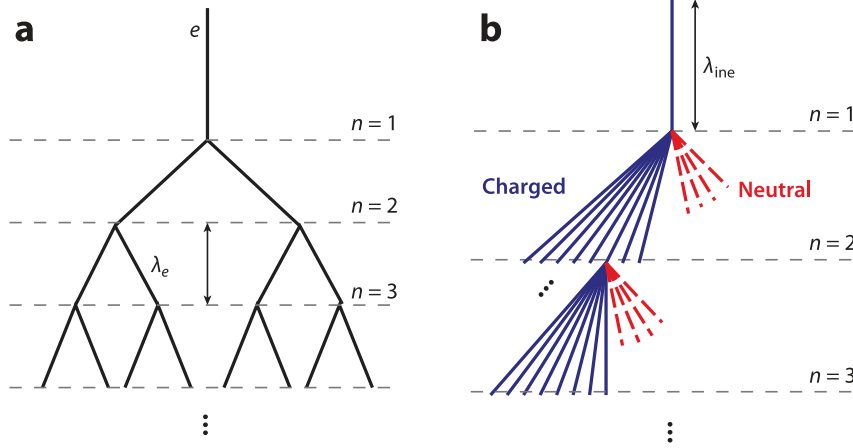 a
e
n = 1
n = 2
λe
n = 3
⋮
b
λine
n = 1
Charged
Neutral
n = 2
⋰
n = 3
⋮